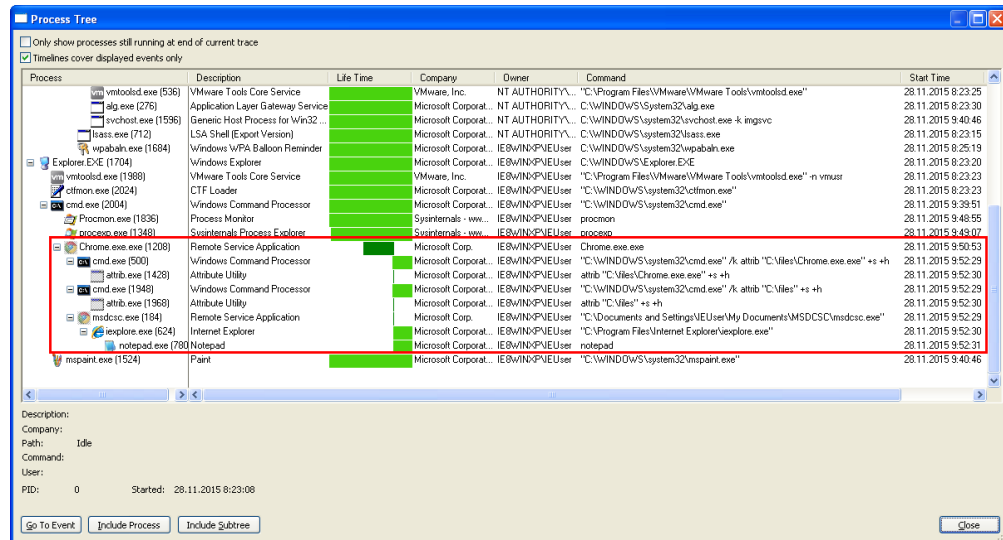 Process Tree
Only show processes still running at end of current trace
Timelines cover displayed events only
Process Description Life Time Company Owner Command Start Time
vmtoolsd.exe (536) VMware Tools Core Service VMware, Inc. NT AUTHORITY\... "C:\Program Files\VMware\VMware Tools\vmtoolsd.exe" 28.11.2015 8:23:25
alg.exe (276) Application Layer Gateway Service Microsoft Corporat... NT AUTHORITY\... C:\WINDOWS\System32\alg.exe 28.11.2015 8:23:30
svchost.exe (1596) Generic Host Process for Win32 ... Microsoft Corporat... NT AUTHORITY\... C:\WINDOWS\system32\svchost.exe -k imgsvc 28.11.2015 9:40:46
lsass.exe (712) LSA Shell (Export Version) Microsoft Corporat... NT AUTHORITY\... C:\WINDOWS\system32\lsass.exe 28.11.2015 8:23:15
wpabaln.exe (1684) Windows WPA Balloon Reminder Microsoft Corporat... IE8WINXP\IEUser C:\WINDOWS\system32\wpabaln.exe 28.11.2015 8:25:19
Explorer.EXE (1704) Windows Explorer Microsoft Corporat... IE8WINXP\IEUser C:\WINDOWS\Explorer.EXE 28.11.2015 8:23:20
vm vmtoolsd.exe (1988) VMware Tools Core Service VMware, Inc. IE8WINXP\IEUser "C:\Program Files\VMware\VMware Tools\vmtoolsd.exe" -n vmusr 28.11.2015 8:23:23
ctfmon.exe (2024) CTF Loader Microsoft Corporat... IE8WINXP\IEUser "C:\WINDOWS\system32\ctfmon.exe" 28.11.2015 8:23:23
cmd.exe (2004) Windows Command Processor Microsoft Corporat... IE8WINXP\IEUser "C:\WINDOWS\system32\cmd.exe" 28.11.2015 9:39:51
Procmon.exe (1836) Process Monitor Sysinternals - ww... IE8WINXP\IEUser procmon 28.11.2015 9:48:55
procexp.exe (1348) Sysinternals Process Explorer Sysinternals - ww... IE8WINXP\IEUser procexp 28.11.2015 9:49:07
Chrome.exe.exe (1208) Remote Service Application Microsoft Corp. IE8WINXP\IEUser Chrome.exe.exe 28.11.2015 9:50:53
cmd.exe (500) Windows Command Processor Microsoft Corporat... IE8WINXP\IEUser "C:\WINDOWS\system32\cmd.exe" /k attrib "C:\files\Chrome.exe.exe" +s +h 28.11.2015 9:52:29
attrib.exe (1428) Attribute Utility Microsoft Corporat... IE8WINXP\IEUser attrib "C:\files\Chrome.exe.exe" +s +h 28.11.2015 9:52:30
cmd.exe (1948) Windows Command Processor Microsoft Corporat... IE8WINXP\IEUser "C:\WINDOWS\system32\cmd.exe" /k attrib "C:\files" +s +h 28.11.2015 9:52:29
attrib.exe (1968) Attribute Utility Microsoft Corporat... IE8WINXP\IEUser attrib "C:\files" +s +h 28.11.2015 9:52:30
msdcsc.exe (184) Remote Service Application Microsoft Corp. IE8WINXP\IEUser "C:\Documents and Settings\IEUser\My Documents\MSDCSC\msdcsc.exe" 28.11.2015 9:52:29
iexplore.exe (624) Internet Explorer Microsoft Corporat... IE8WINXP\IEUser "C:\Program Files\Internet Explorer\iexplore.exe" 28.11.2015 9:52:30
notepad.exe (780 Notepad Microsoft Corporat... IE8WINXP\IEUser notepad 28.11.2015 9:52:31
mspaint.exe (1524) Paint Microsoft Corporat... IE8WINXP\IEUser "C:\WINDOWS\system32\mspaint.exe" 28.11.2015 9:40:46
Description:
Company:
Path: Idle
Command:
User:
PID: 0 Started: 28.11.2015 8:23:08
Go To Event Include Process Include Subtree Close